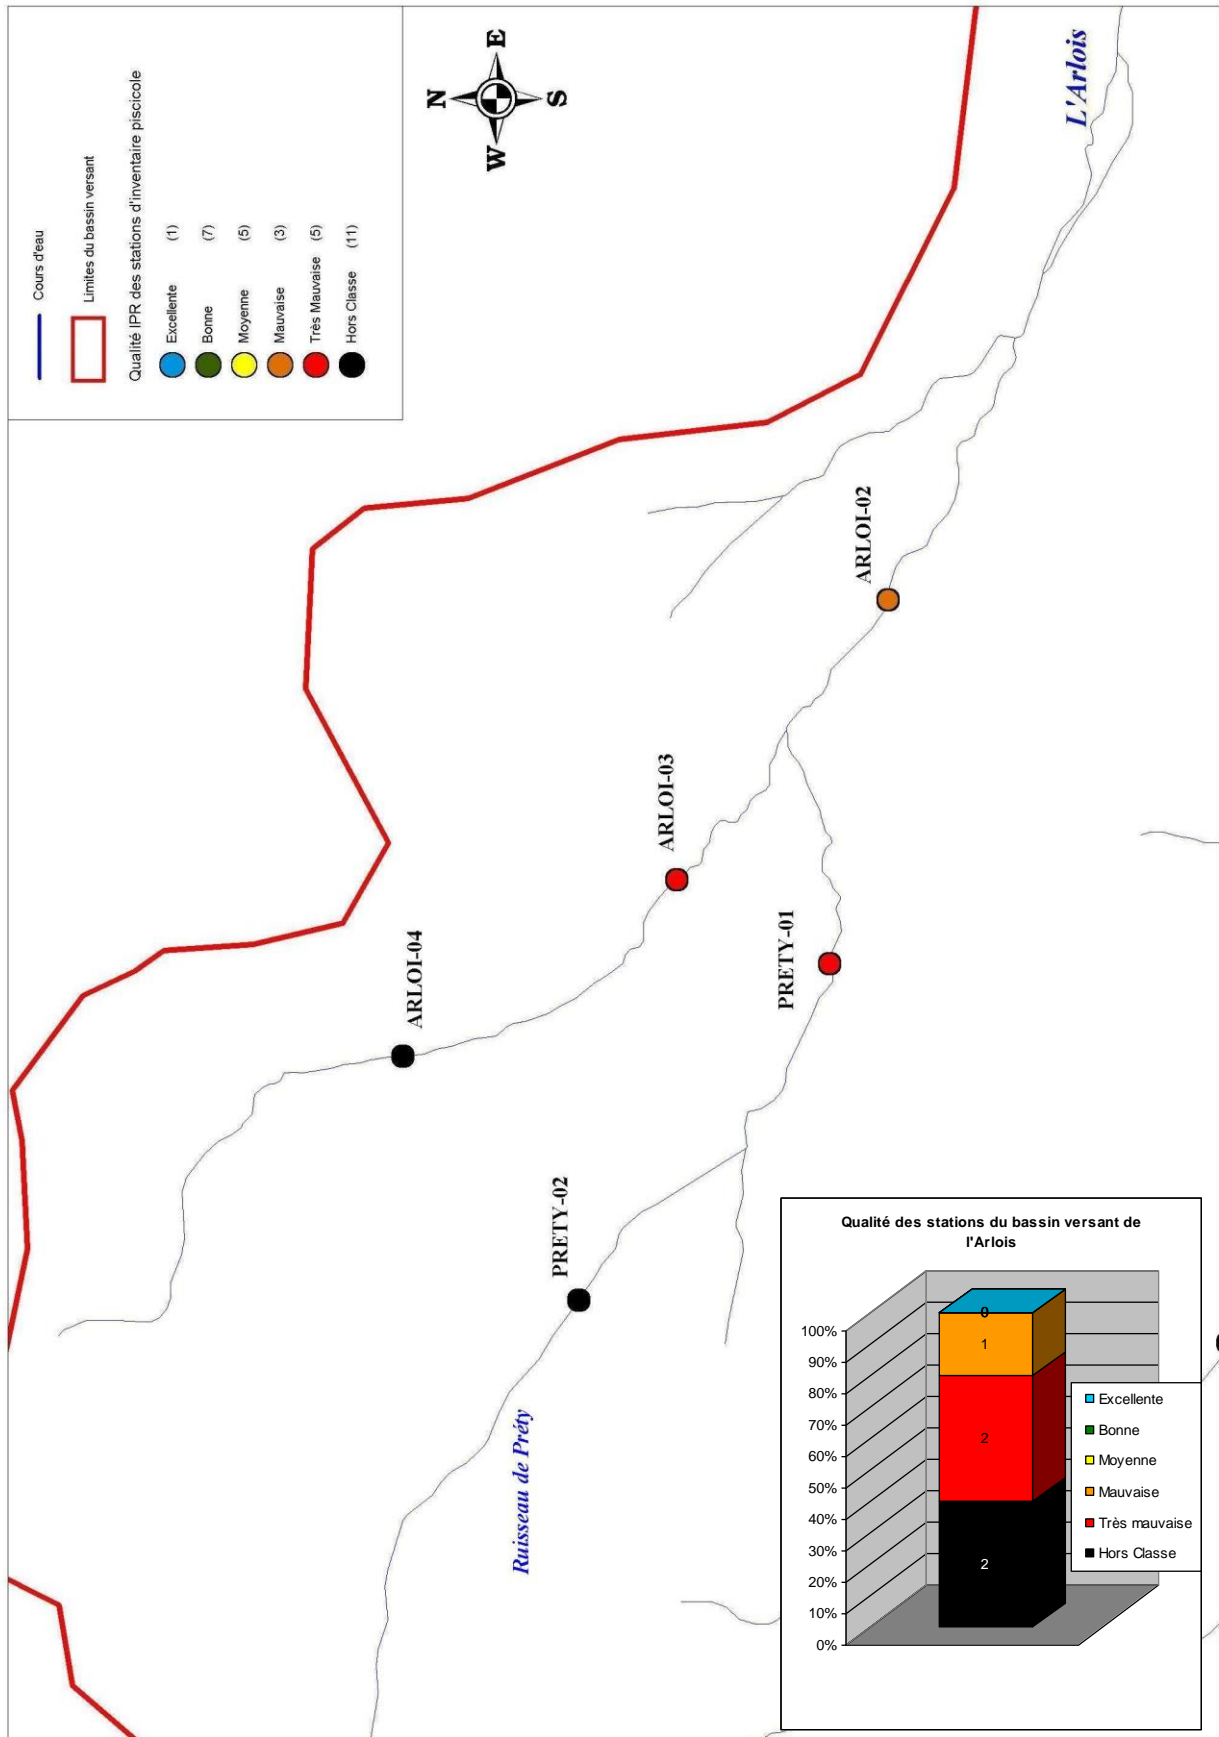 Cours d'eau
Limites du bassin versant
Qualité IPR des stations d'inventaire piscicole
Excellente (1)
Bonne (7)
Moyenne (5)
Mauvaise (3)
Très Mauvaise (5)
Hors Classe (11)
N
E
S
W
L'Arlois
ARLOI-02
ARLOI-03
ARLOI-04
PRETY-01
PRETY-02
Ruisseau de Préty
Qualité des stations du bassin versant de
l'Arlois
100%
90%
80%
70%
60%
50%
40%
30%
20%
10%
0%
0
1
2
2
Excellente
Bonne
Moyenne
Mauvaise
Très mauvaise
Hors Classe